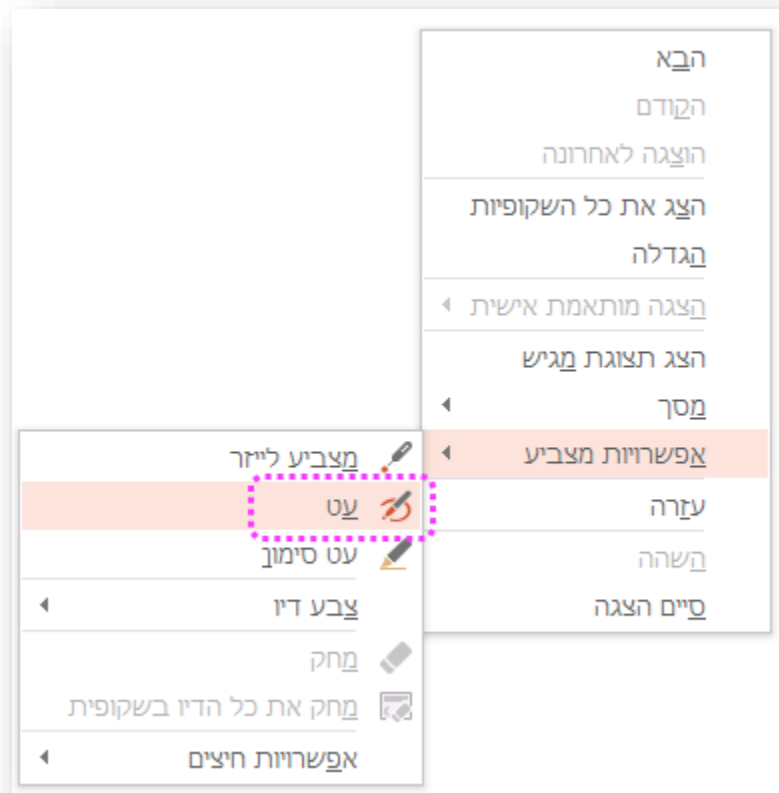 הבא
הקודם
הוצגה לאחרונה
הצג את כל השקופיות
הגדלה
הצגה מותאמת אישית
הצג תצוגת מגיש
מסך
אפשרויות מצביע
עזרה
השהה
סיים הצגה
מצביע לייזר
עט
עט סימון
צבע דיו
מחק
מחק את כל הדיו בשקופית
אפשרויות חיצים